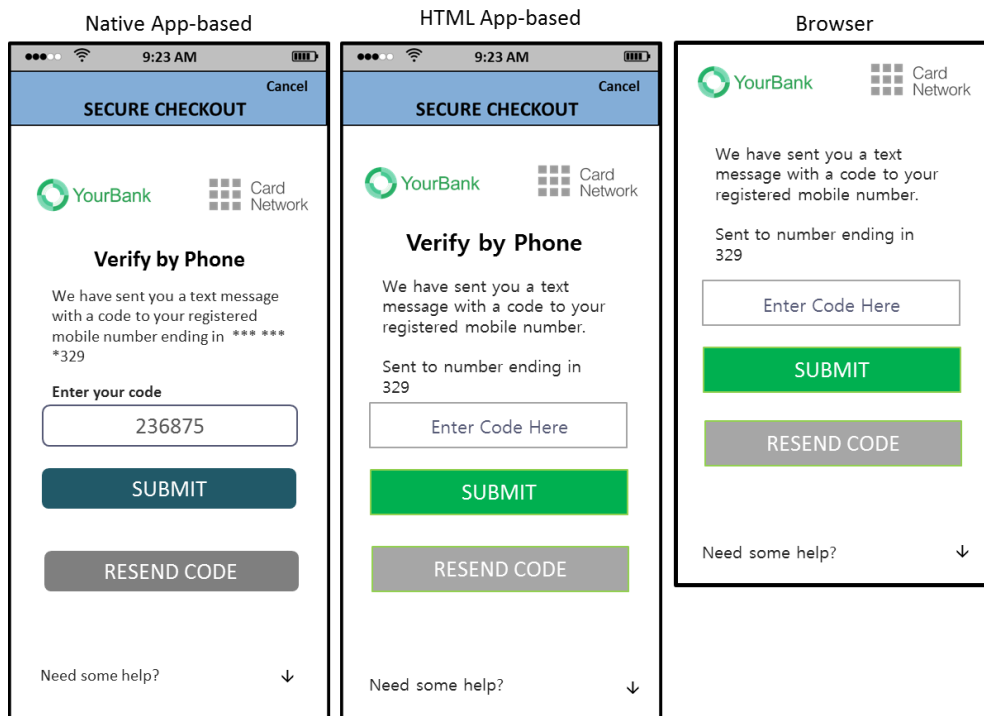 Native App-based
9:23 AM
Cancel
SECURE CHECKOUT
YourBank
Card
Network
Verify by Phone
We have sent you a text message
with a code to your registered
mobile number ending in *** ***
*329
Enter your code
236875
SUBMIT
RESEND CODE
Need some help?
HTML App-based
9:23 AM
Cancel
SECURE CHECKOUT
YourBank
Card
Network
Verify by Phone
We have sent you a text
message with a code to your
registered mobile number.
Sent to number ending in
329
Enter Code Here
SUBMIT
RESEND CODE
Need some help?
Browser
YourBank
Card
Network
We have sent you a text
message with a code to your
registered mobile number.
Sent to number ending in
329
Enter Code Here
SUBMIT
RESEND CODE
Need some help?